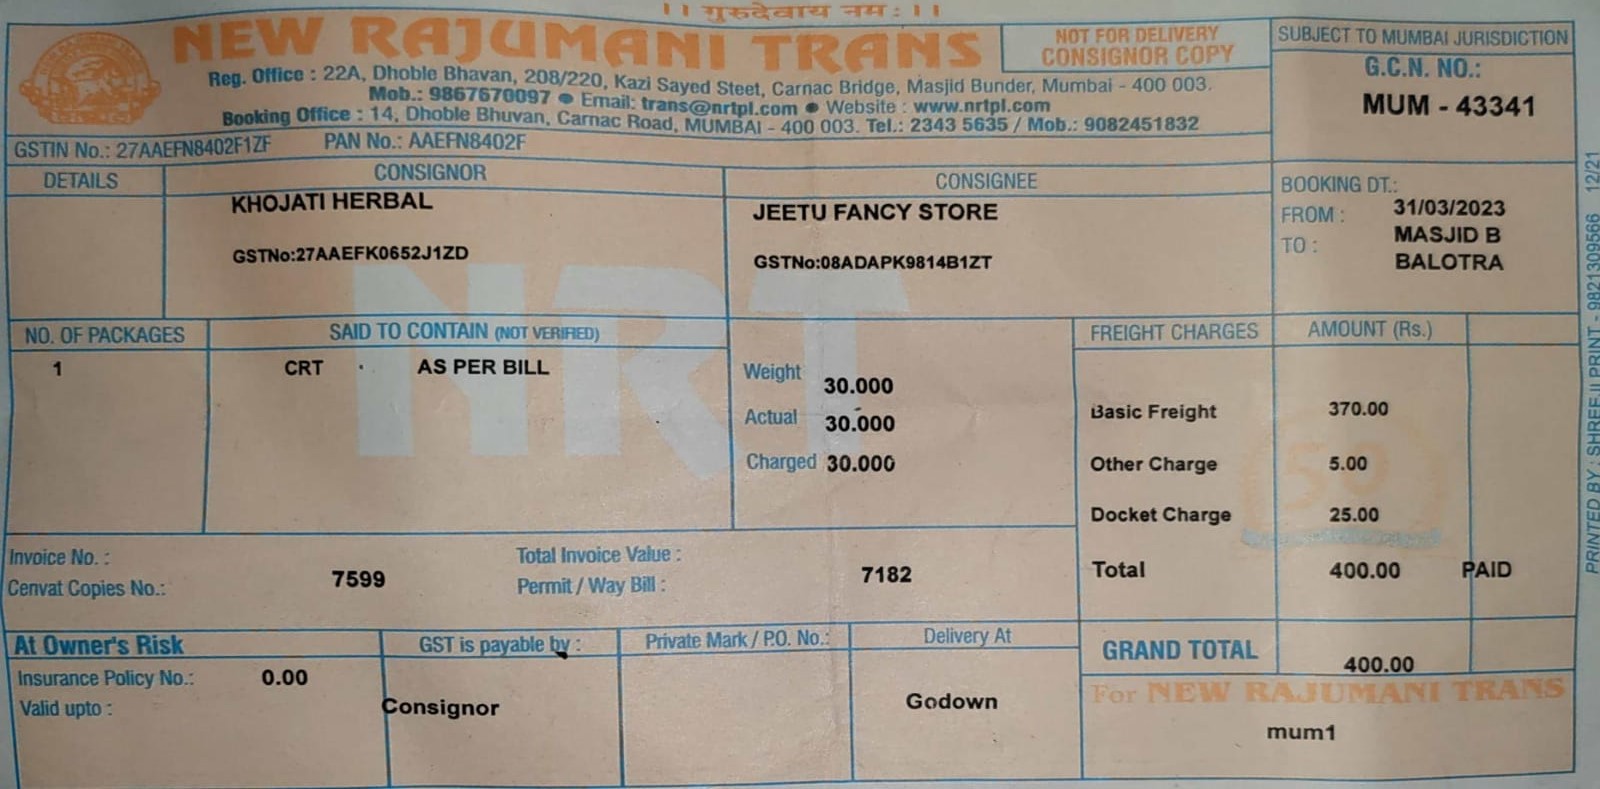 ।। गुरुदेवाय नमः ।।
NEW RAJUMANI TRANS
NOT FOR DELIVERY
CONSIGNOR COPY
SUBJECT TO MUMBAI JURISDICTION
Reg. Office : 22A, Dhoble Bhavan, 208/220, Kazi Sayed Steet, Carnac Bridge, Masjid Bunder, Mumbai - 400 003.
Mob.: 9867670097 ● Email: trans@nrtpl.com ● Website : www.nrtpl.com
Booking Office : 14, Dhoble Bhuvan, Carnac Road, MUMBAI - 400 003. Tel.: 2343 5635 / Mob.: 9082451832
G.C.N. NO.:
MUM - 43341
GSTIN No.: 27AAEFN8402F1ZF PAN No.: AAEFN8402F
DETAILS CONSIGNOR CONSIGNEE
KHOJATI HERBAL
GSTNo:27AAEFK0652J1ZD
JEETU FANCY STORE
GSTNo:08ADAPK9814B1ZT
BOOKING DT.: 31/03/2023
FROM : MASJID B
TO : BALOTRA
NO. OF PACKAGES SAID TO CONTAIN (NOT VERIFIED)
1 CRT AS PER BILL
NRT
Weight 30.000
Actual 30.000
Charged 30.000
FREIGHT CHARGES AMOUNT (Rs.)
Basic Freight 370.00
Other Charge 5.00
Docket Charge 25.00
Total 400.00 PAID
50
Invoice No. :
Cenvat Copies No.: 7599
Total Invoice Value :
Permit / Way Bill : 7182
GRAND TOTAL 400.00
At Owner's Risk
Insurance Policy No.: 0.00
Valid upto :
GST is payable by :
Consignor
Private Mark / P.O. No.:
Delivery At
Godown
For NEW RAJUMANI TRANS
mum1
PRINTED BY : SHREE JI PRINT - 9821309566 12/21